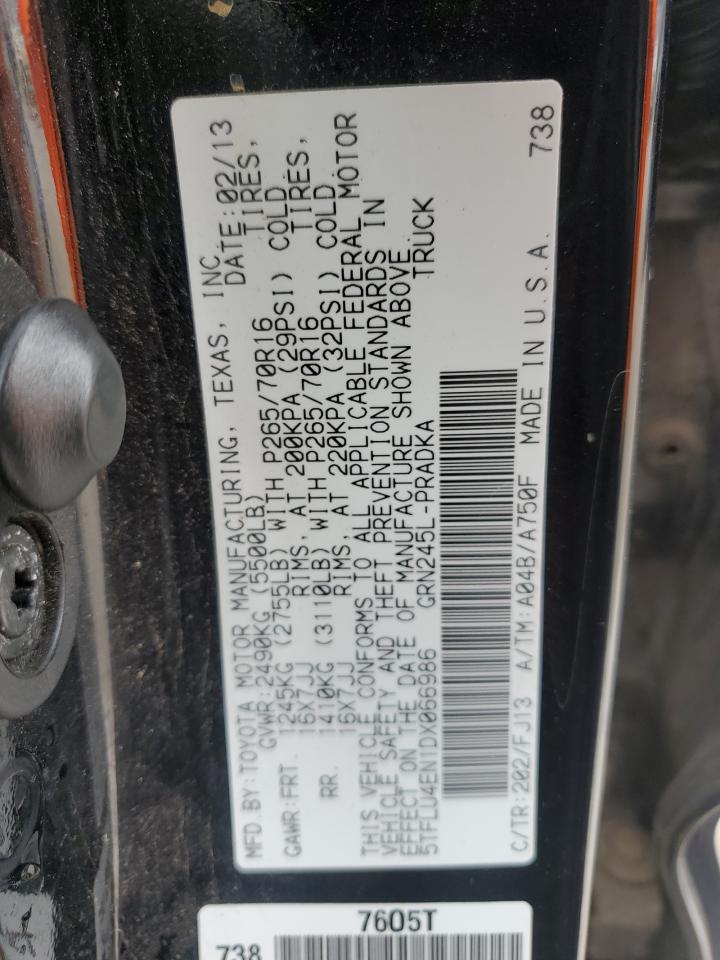 MFD.BY:TOYOTA MOTOR MANUFACTURING, TEXAS, INC.
GVWR:2490KG (5500LB) DATE:02/13
GAWR:FRT. 1245KG (2755LB) WITH P265/70R16 TIRES,
16X7JJ RIMS, AT 200KPA (29PSI) COLD
RR. 1410KG (3110LB) WITH P265/70R16 TIRES,
16X7JJ RIMS, AT 220KPA (32PSI) COLD
THIS VEHICLE CONFORMS TO ALL APPLICABLE FEDERAL MOTOR
VEHICLE SAFETY AND THEFT PREVENTION STANDARDS IN
EFFECT ON THE DATE OF MANUFACTURE SHOWN ABOVE.
5TFLU4EN1DX066986 GRN245L-PRADKA TRUCK
C/TR:202/FJ13 A/TM:A04B/A750F MADE IN U.S.A. 738
7605T
738